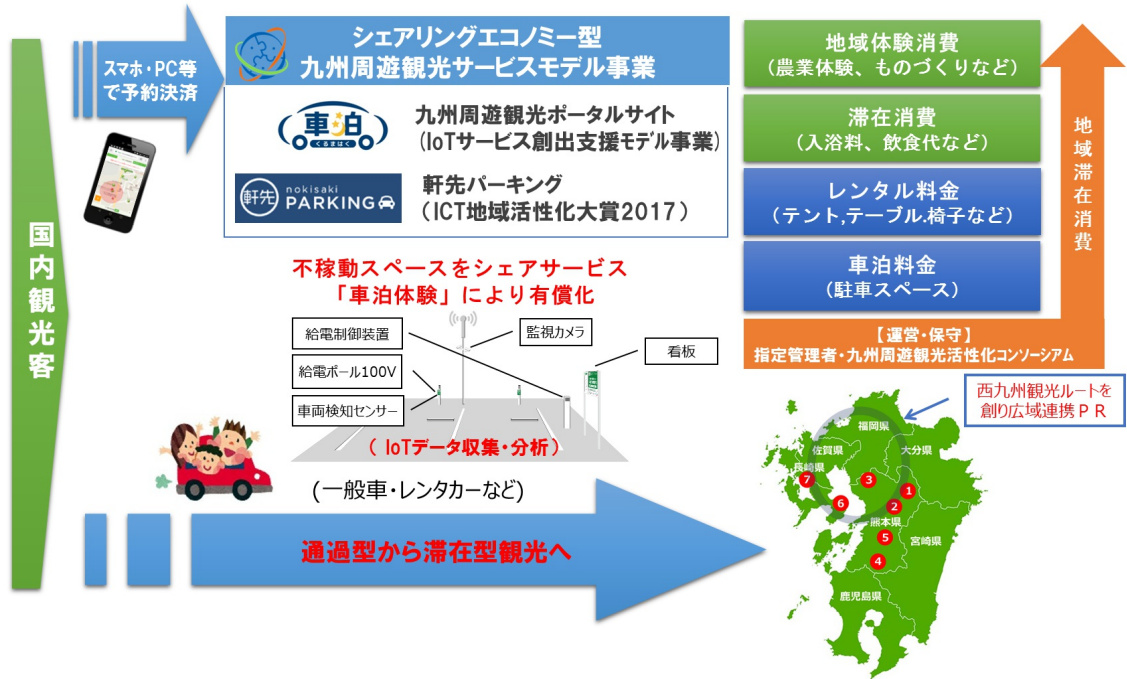 国内観光客
スマホ・PC等
で予約決済
シェアリングエコノミー型
九州周遊観光サービスモデル事業
車泊
くるまはく
九州周遊観光ポータルサイト
(IoTサービス創出支援モデル事業)
軒先
nokisaki
PARKING
軒先パーキング
(ICT地域活性化大賞2017)
地域体験消費
(農業体験、ものづくりなど)
滞在消費
(入浴料、飲食代など)
レンタル料金
(テント,テーブル.椅子など)
車泊料金
(駐車スペース)
地域滞在消費
【運営・保守】
指定管理者・九州周遊観光活性化コンソーシアム
不稼動スペースをシェアサービス
「車泊体験」により有償化
給電制御装置
監視カメラ
看板
給電ポール100V
車両検知センサー
( IoTデータ収集・分析)
(一般車・レンタカーなど)
通過型から滞在型観光へ
西九州観光ルートを
創り広域連携PR
福岡県
佐賀県
大分県
長崎県
7
3
1
6
2
熊本県
5
宮崎県
4
鹿児島県